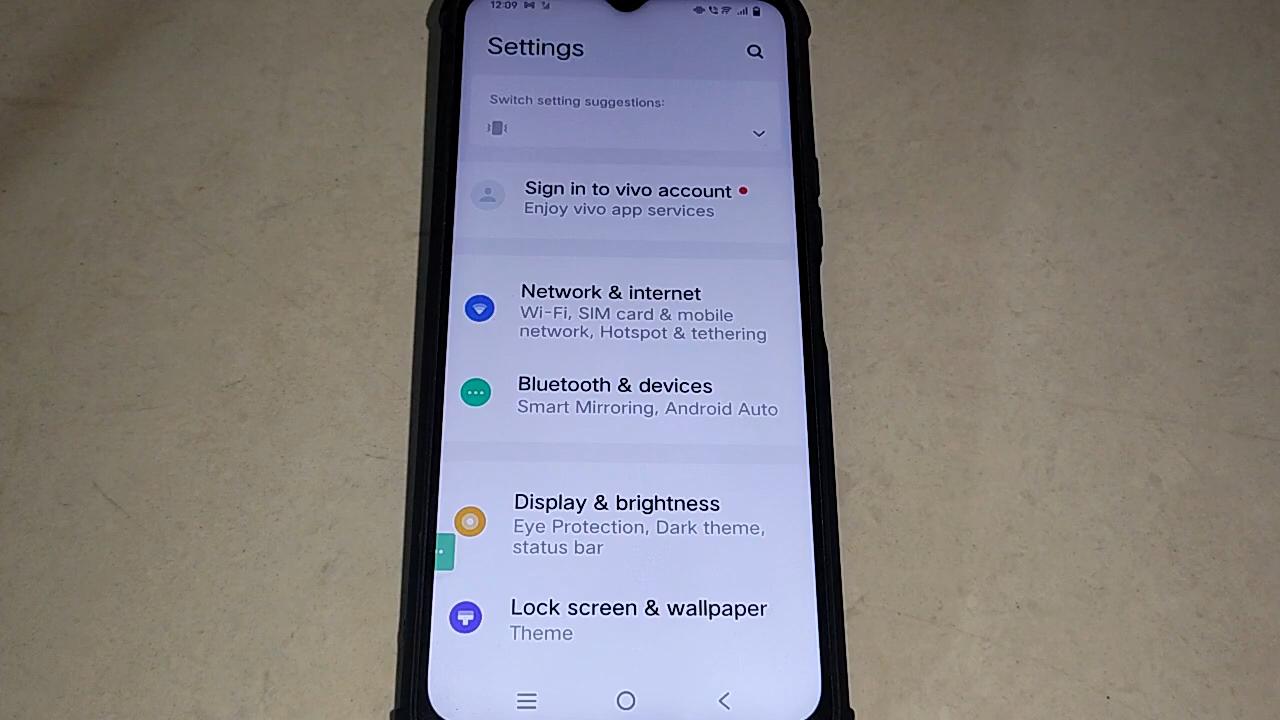 12:09
Settings
Switch setting suggestions:
Sign in to vivo account
Enjoy vivo app services
Network & internet
Wi-Fi, SIM card & mobile
network, Hotspot & tethering
Bluetooth & devices
Smart Mirroring, Android Auto
Display & brightness
Eye Protection, Dark theme,
status bar
Lock screen & wallpaper
Theme